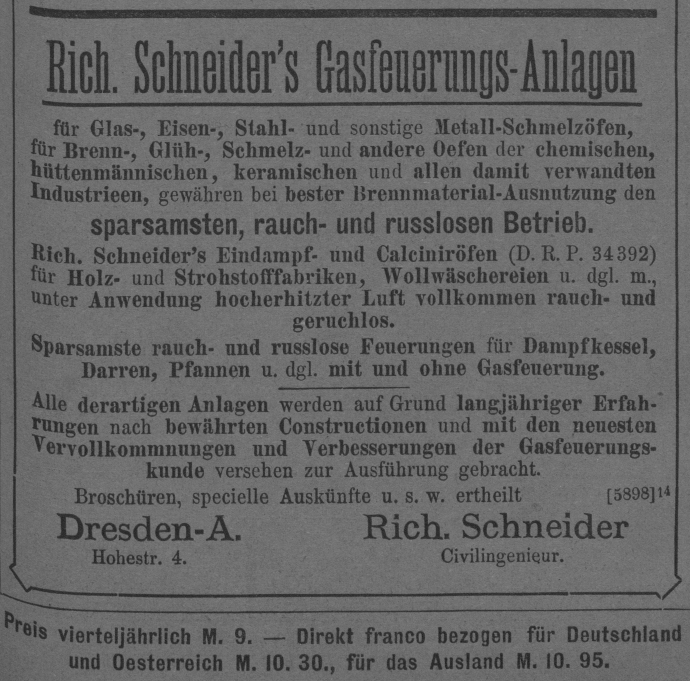 Rich. Schneider's Gasfeuerungs-Anlagen
für Glas-, Eisen-, Stahl- und sonstige Metall-Schmelzöfen,
für Brenn-, Glüh-, Schmelz- und andere Oefen der chemischen,
hüttenmännischen, keramischen und allen damit verwandten
Industrieen, gewähren bei bester Brennmaterial-Ausnutzung den
sparsamsten, rauch- und russlosen Betrieb.
Rich. Schneider's Eindampf- und Calciniröfen (D. R. P. 34392)
für Holz- und Strohstofffabriken, Wollwäschereien u. dgl. m.,
unter Anwendung hocherhitzter Luft vollkommen rauch- und
geruchlos.
Sparsamste rauch- und russlose Feuerungen für Dampfkessel,
Darren, Pfannen u. dgl. mit und ohne Gasfeuerung.
Alle derartigen Anlagen werden auf Grund langjähriger Erfah-
rungen nach bewährten Constructionen und mit den neuesten
Vervollkommnungen und Verbesserungen der Gasfeuerungs-
kunde versehen zur Ausführung gebracht.
Broschüren, specielle Auskünfte u. s. w. ertheilt [5898]14
Dresden-A. Rich. Schneider
Hohestr. 4. Civilingenieur.
Preis vierteljährlich M. 9. — Direkt franco bezogen für Deutschland
und Oesterreich M. 10. 30., für das Ausland M. 10. 95.